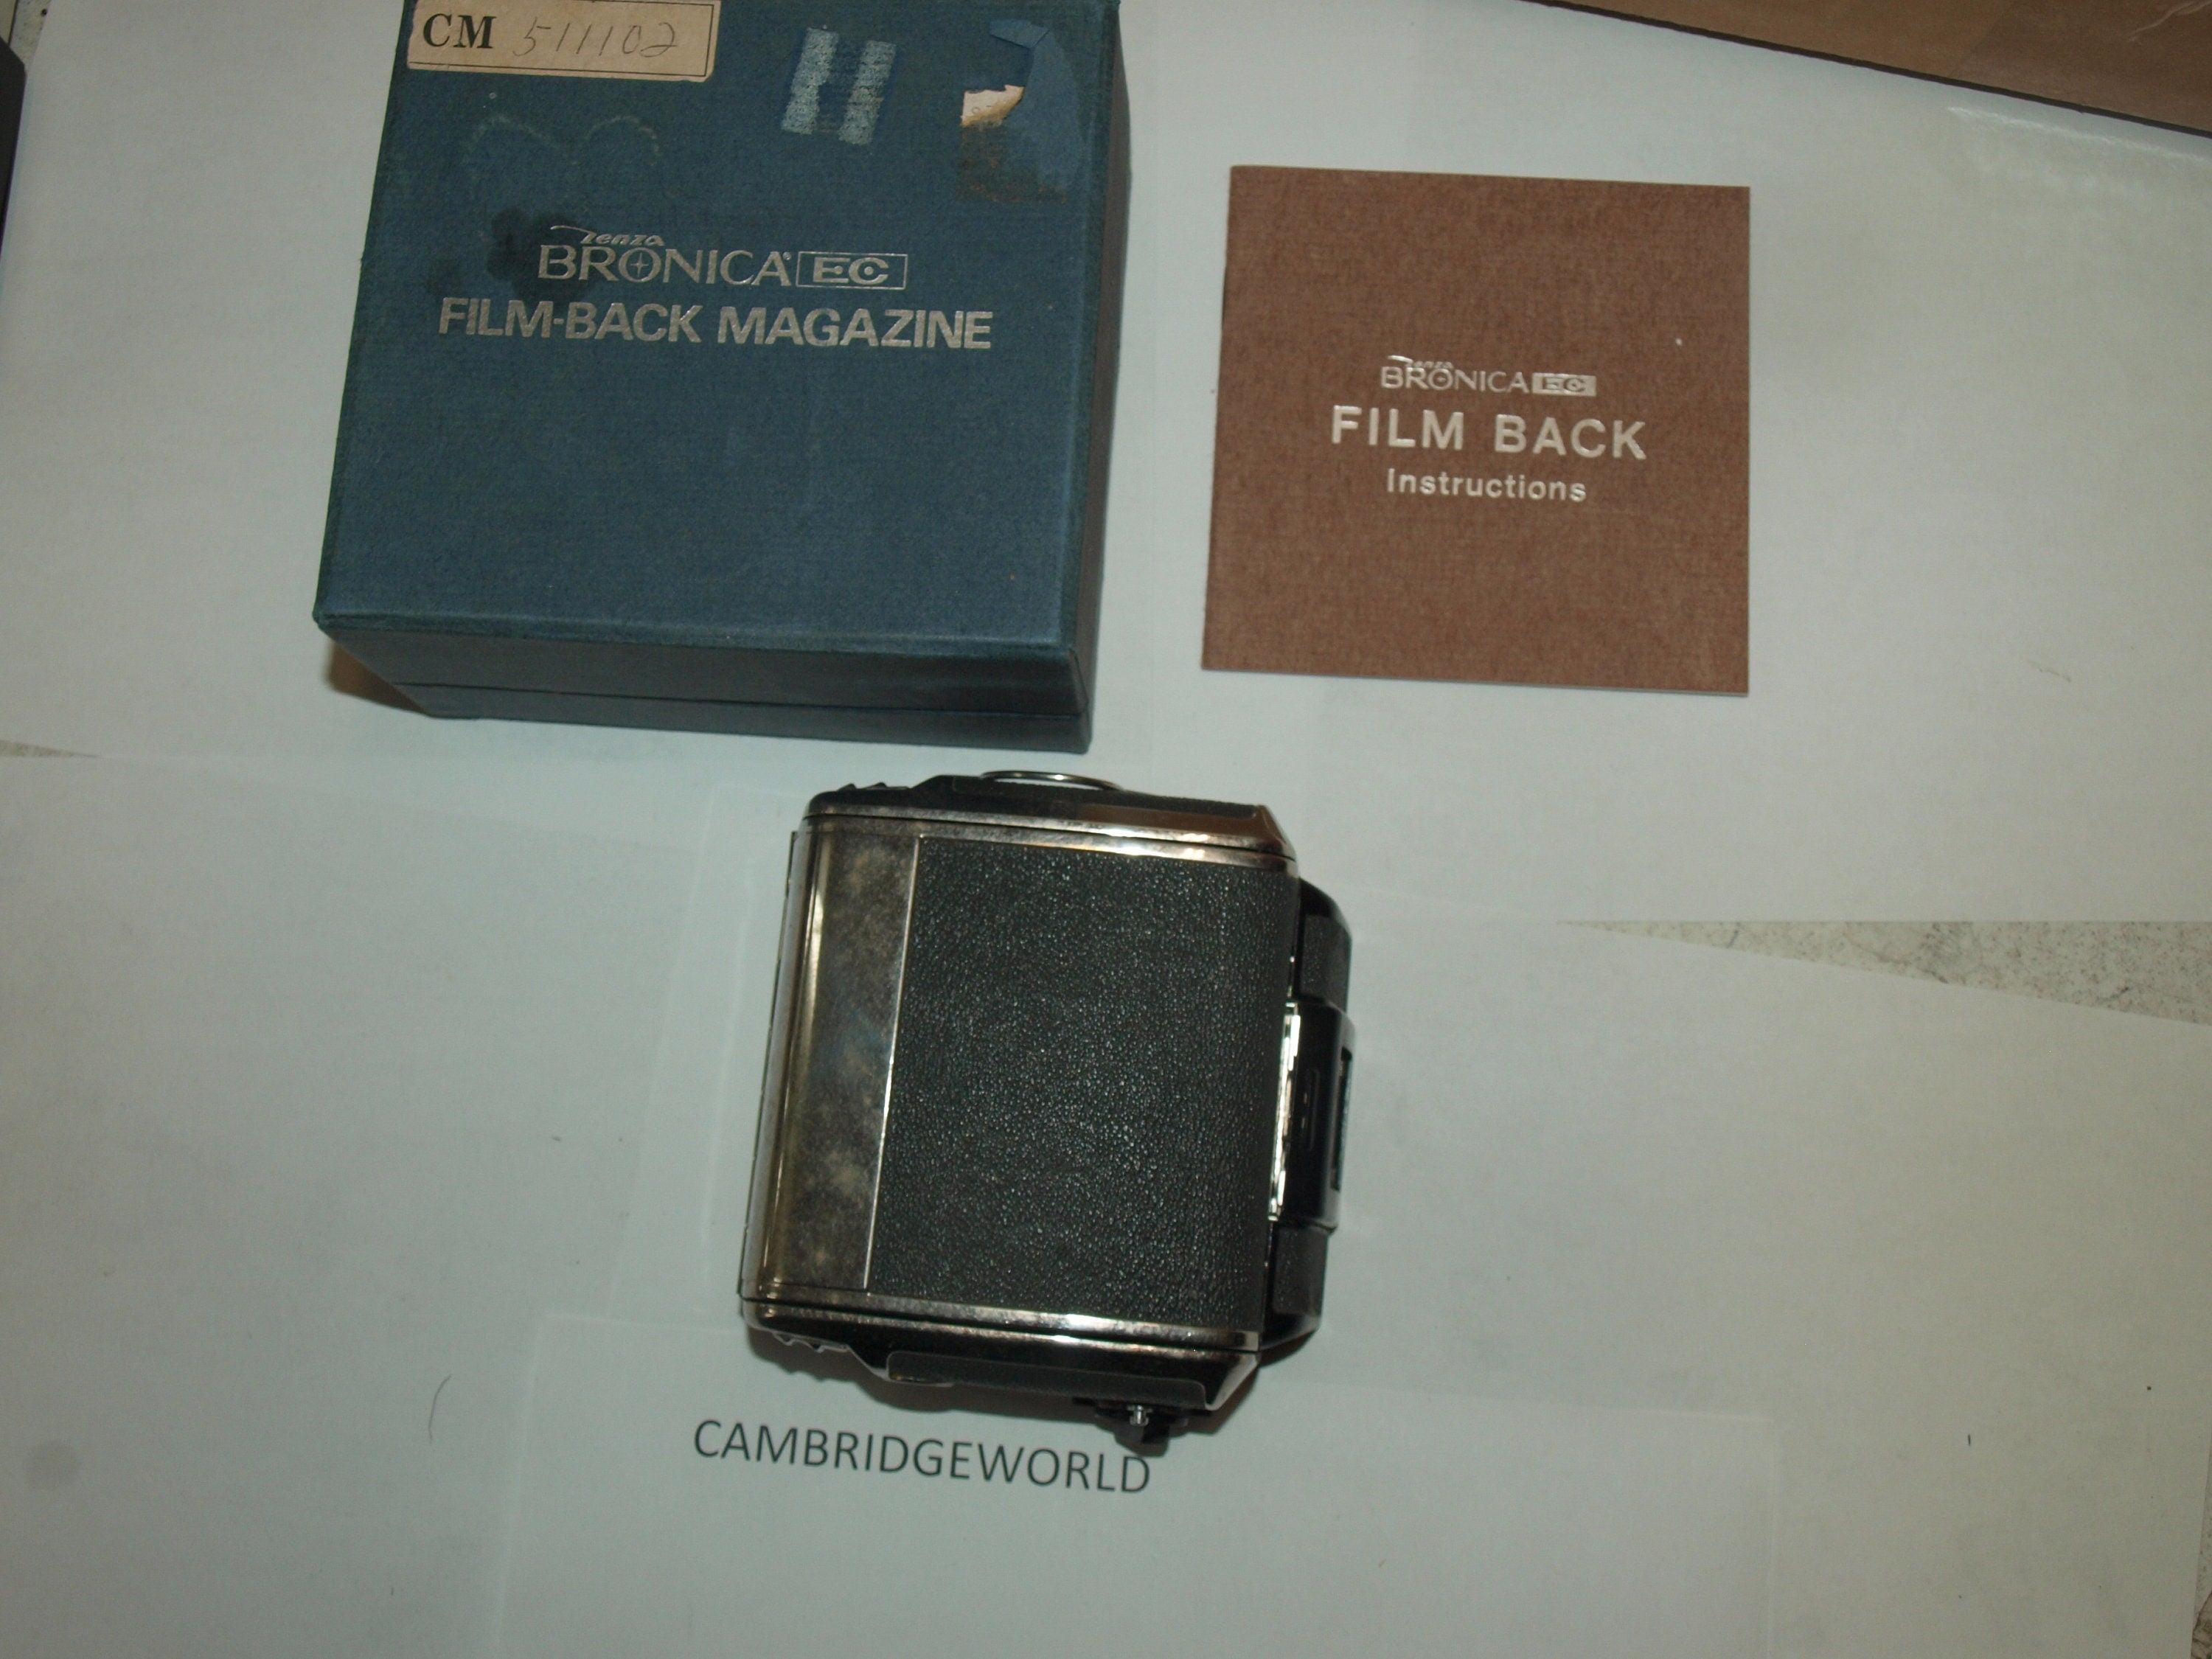 CM 511102
Zenza
BRONICA EC
FILM-BACK MAGAZINE
Zenza
BRONICA EC
FILM BACK
Instructions
CAMBRIDGEWORLD